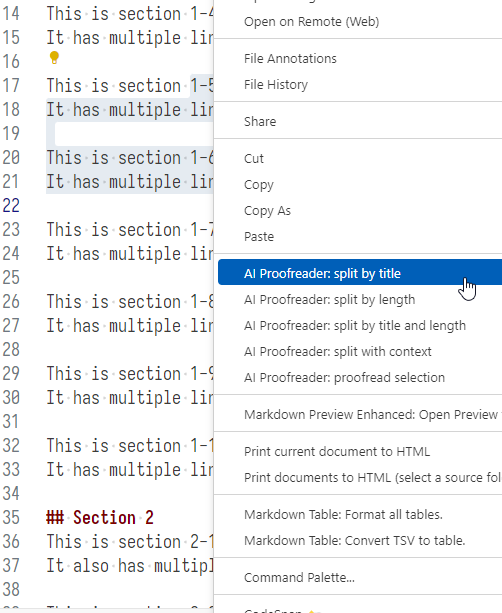 14 This is section 1-4
15 It has multiple lin
16
17 This is section 1-5
18 It has multiple lin
19
20 This is section 1-6
21 It has multiple lin
22
23 This is section 1-7
24 It has multiple lin
25
26 This is section 1-8
27 It has multiple lin
28
29 This is section 1-9
30 It has multiple lin
31
32 This is section 1-1
33 It has multiple lin
34
35 ## Section 2
36 This is section 2-1
37 It also has multipl
38
Open on Remote (Web)
File Annotations
File History
Share
Cut
Copy
Copy As
Paste
AI Proofreader: split by title
AI Proofreader: split by length
AI Proofreader: split by title and length
AI Proofreader: split with context
AI Proofreader: proofread selection
Markdown Preview Enhanced: Open Preview
Print current document to HTML
Print documents to HTML (select a source fol
Markdown Table: Format all tables.
Markdown Table: Convert TSV to table.
Command Palette...
CodeSnap